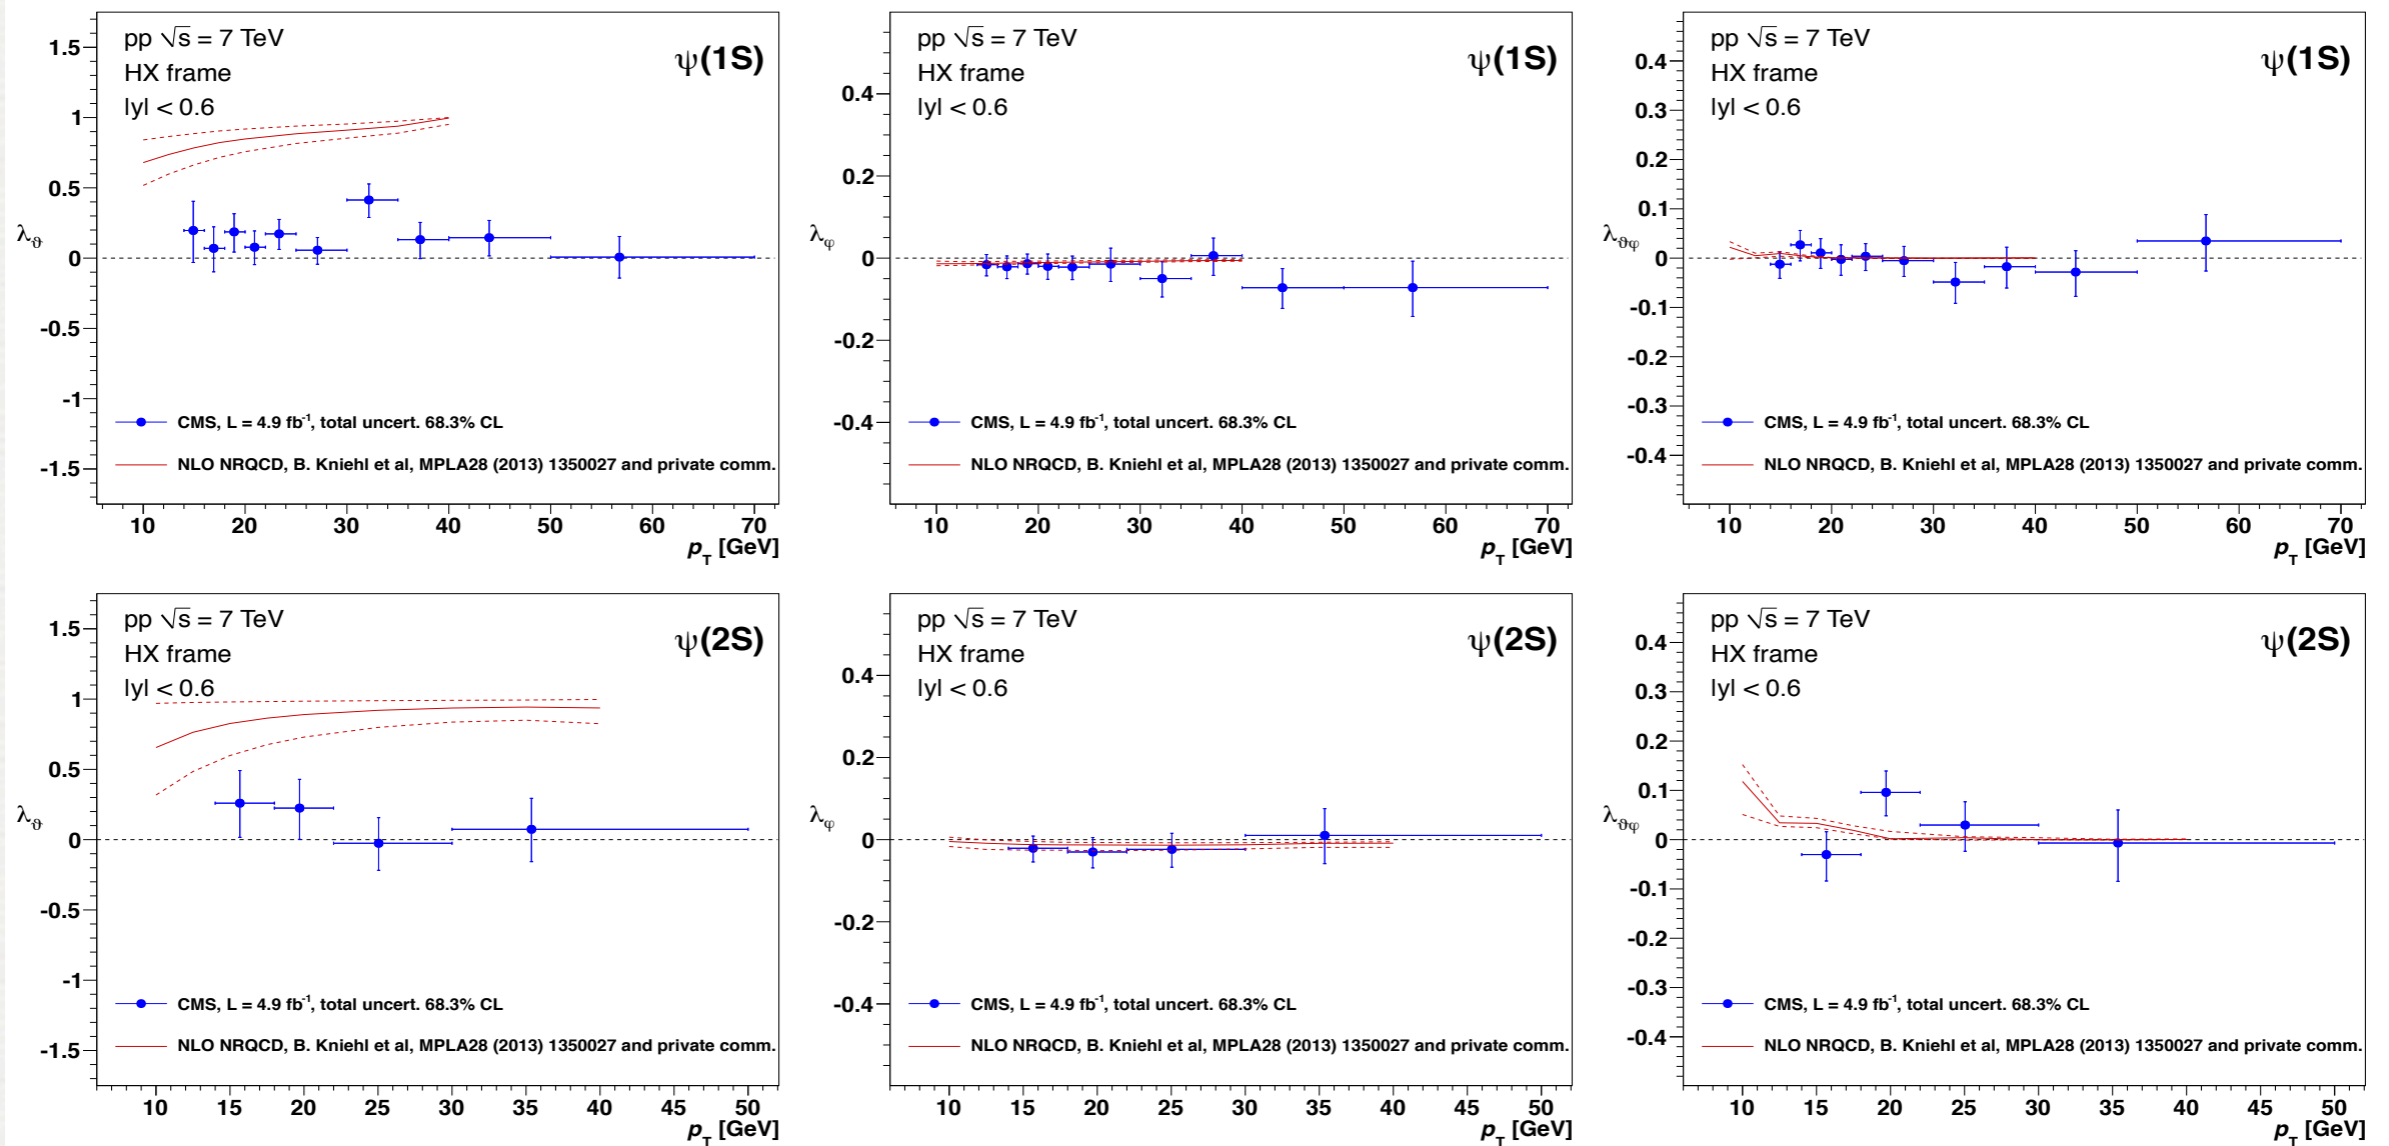 pp √s = 7 TeV
HX frame
|y| < 0.6
ψ(1S)
1.5
1
0.5
0
-0.5
-1
-1.5
λϑ
CMS, L = 4.9 fb-1, total uncert. 68.3% CL
NLO NRQCD, B. Kniehl et al, MPLA28 (2013) 1350027 and private comm.
10 20 30 40 50 60 70
pT [GeV]
pp √s = 7 TeV
HX frame
|y| < 0.6
ψ(1S)
0.4
0.2
0
-0.2
-0.4
λφ
CMS, L = 4.9 fb-1, total uncert. 68.3% CL
NLO NRQCD, B. Kniehl et al, MPLA28 (2013) 1350027 and private comm.
10 20 30 40 50 60 70
pT [GeV]
pp √s = 7 TeV
HX frame
|y| < 0.6
ψ(1S)
0.4
0.3
0.2
0.1
0
-0.1
-0.2
-0.3
-0.4
λϑφ
CMS, L = 4.9 fb-1, total uncert. 68.3% CL
NLO NRQCD, B. Kniehl et al, MPLA28 (2013) 1350027 and private comm.
10 20 30 40 50 60 70
pT [GeV]
pp √s = 7 TeV
HX frame
|y| < 0.6
ψ(2S)
1.5
1
0.5
0
-0.5
-1
-1.5
λϑ
CMS, L = 4.9 fb-1, total uncert. 68.3% CL
NLO NRQCD, B. Kniehl et al, MPLA28 (2013) 1350027 and private comm.
10 15 20 25 30 35 40 45 50
pT [GeV]
pp √s = 7 TeV
HX frame
|y| < 0.6
ψ(2S)
0.4
0.2
0
-0.2
-0.4
λφ
CMS, L = 4.9 fb-1, total uncert. 68.3% CL
NLO NRQCD, B. Kniehl et al, MPLA28 (2013) 1350027 and private comm.
10 15 20 25 30 35 40 45 50
pT [GeV]
pp √s = 7 TeV
HX frame
|y| < 0.6
ψ(2S)
0.4
0.3
0.2
0.1
0
-0.1
-0.2
-0.3
-0.4
λϑφ
CMS, L = 4.9 fb-1, total uncert. 68.3% CL
NLO NRQCD, B. Kniehl et al, MPLA28 (2013) 1350027 and private comm.
10 15 20 25 30 35 40 45 50
pT [GeV]